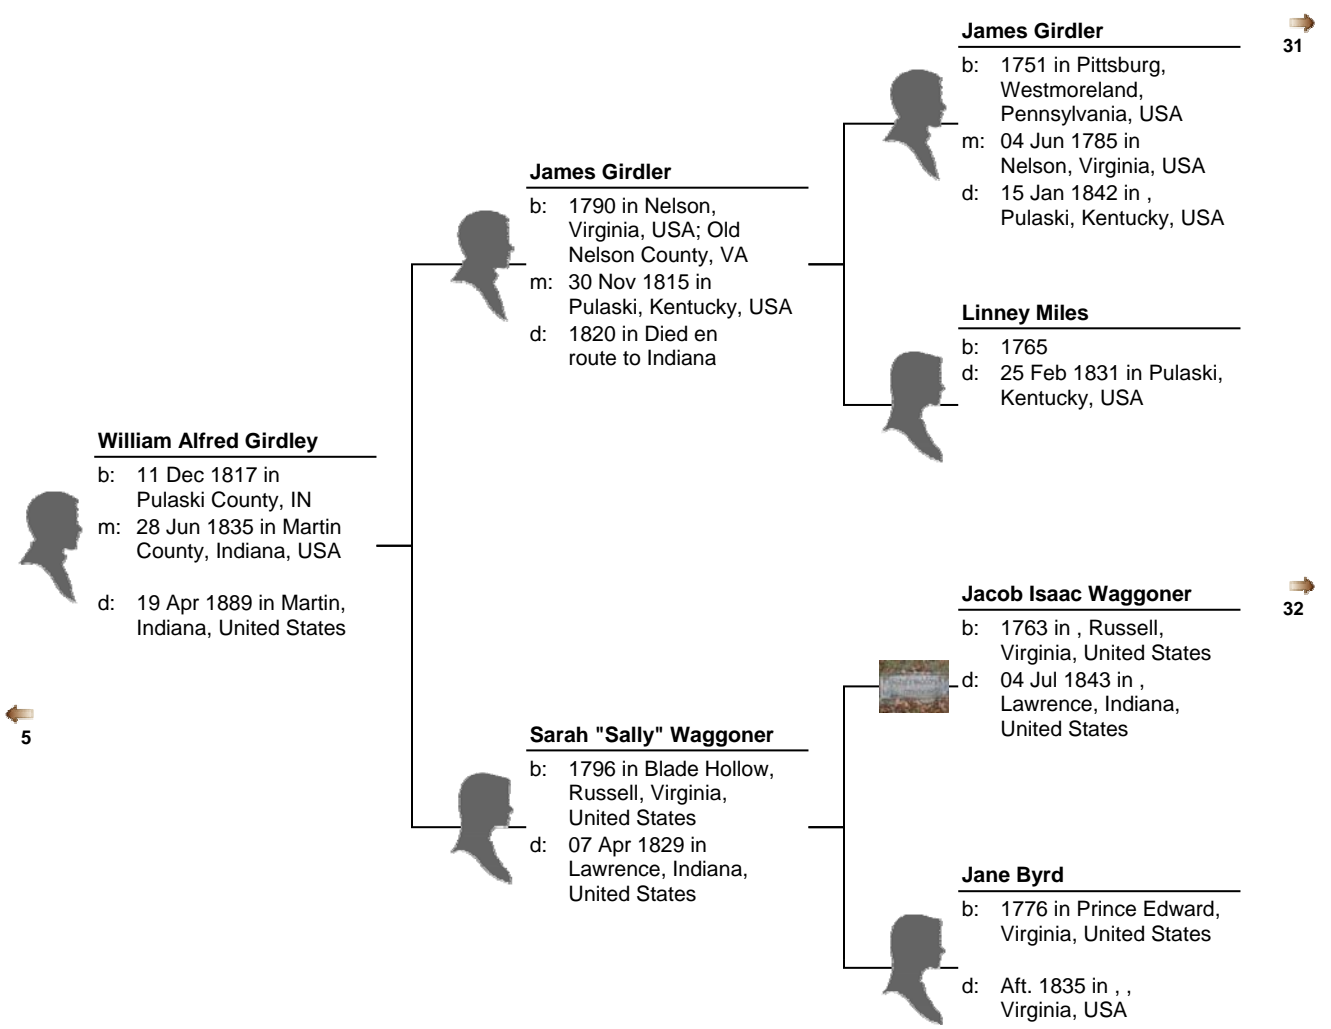 James Girdler
31
b: 1751 in Pittsburg,
Westmoreland,
Pennsylvania, USA
m: 04 Jun 1785 in
Nelson, Virginia, USA
d: 15 Jan 1842 in ,
Pulaski, Kentucky, USA
James Girdler
b: 1790 in Nelson,
Virginia, USA; Old
Nelson County, VA
m: 30 Nov 1815 in
Pulaski, Kentucky, USA
d: 1820 in Died en
route to Indiana
Linney Miles
b: 1765
d: 25 Feb 1831 in Pulaski,
Kentucky, USA
William Alfred Girdley
b: 11 Dec 1817 in
Pulaski County, IN
m: 28 Jun 1835 in Martin
County, Indiana, USA
d: 19 Apr 1889 in Martin,
Indiana, United States
5
Jacob Isaac Waggoner
32
b: 1763 in , Russell,
Virginia, United States
d: 04 Jul 1843 in ,
Lawrence, Indiana,
United States
Sarah "Sally" Waggoner
b: 1796 in Blade Hollow,
Russell, Virginia,
United States
d: 07 Apr 1829 in
Lawrence, Indiana,
United States
Jane Byrd
b: 1776 in Prince Edward,
Virginia, United States
d: Aft. 1835 in , ,
Virginia, USA